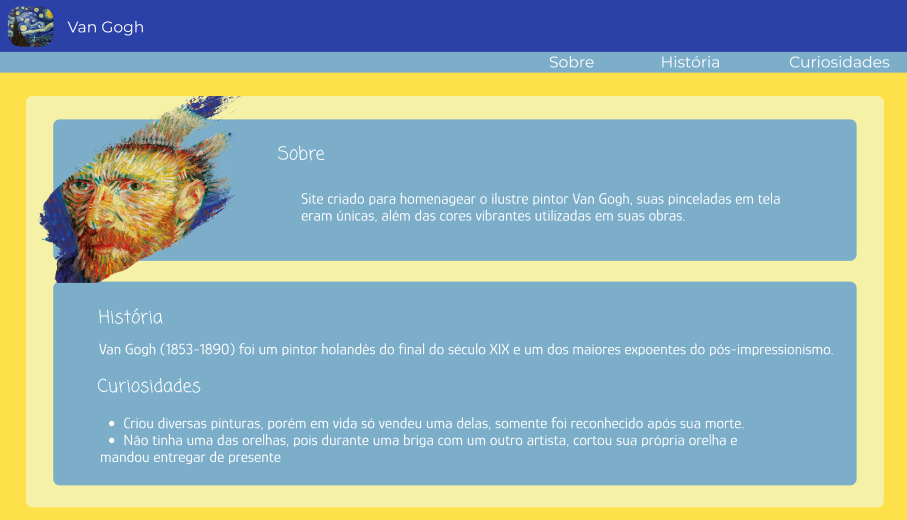 Van Gogh
Sobre História Curiosidades
Sobre
Site criado para homenagear o ilustre pintor Van Gogh, suas pinceladas em tela
eram únicas, além das cores vibrantes utilizadas em suas obras.
História
Van Gogh (1853-1890) foi um pintor holandês do final do século XIX e um dos maiores expoentes do pós-impressionismo.
Curiosidades
• Criou diversas pinturas, porém em vida só vendeu uma delas, somente foi reconhecido após sua morte.
• Não tinha uma das orelhas, pois durante uma briga com um outro artista, cortou sua própria orelha e
mandou entregar de presente